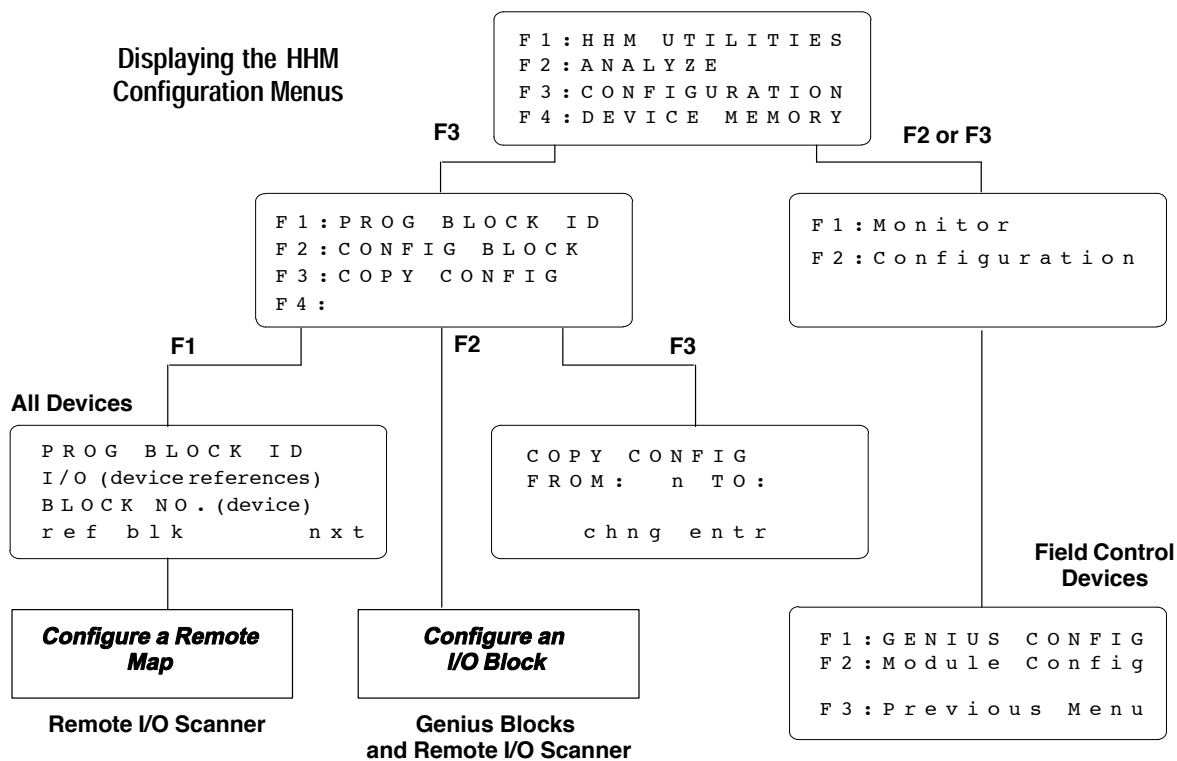 Displaying the HHM
Configuration Menus
F1:HHM UTILITIES
F2:ANALYZE
F3:CONFIGURATION
F4:DEVICE MEMORY
F3
F2 or F3
F1:PROG BLOCK ID
F2:CONFIG BLOCK
F3:COPY CONFIG
F4:
F1:Monitor
F2:Configuration
F1
F2
F3
All Devices
PROG BLOCK ID
I/O (device references)
BLOCK NO. (device)
ref blk nxt
COPY CONFIG
FROM: n TO:
chng entr
Field Control
Devices
Configure a Remote
Map
Configure an
I/O Block
F1:GENIUS CONFIG
F2:Module Config
F3:Previous Menu
Remote I/O Scanner
Genius Blocks
and Remote I/O Scanner